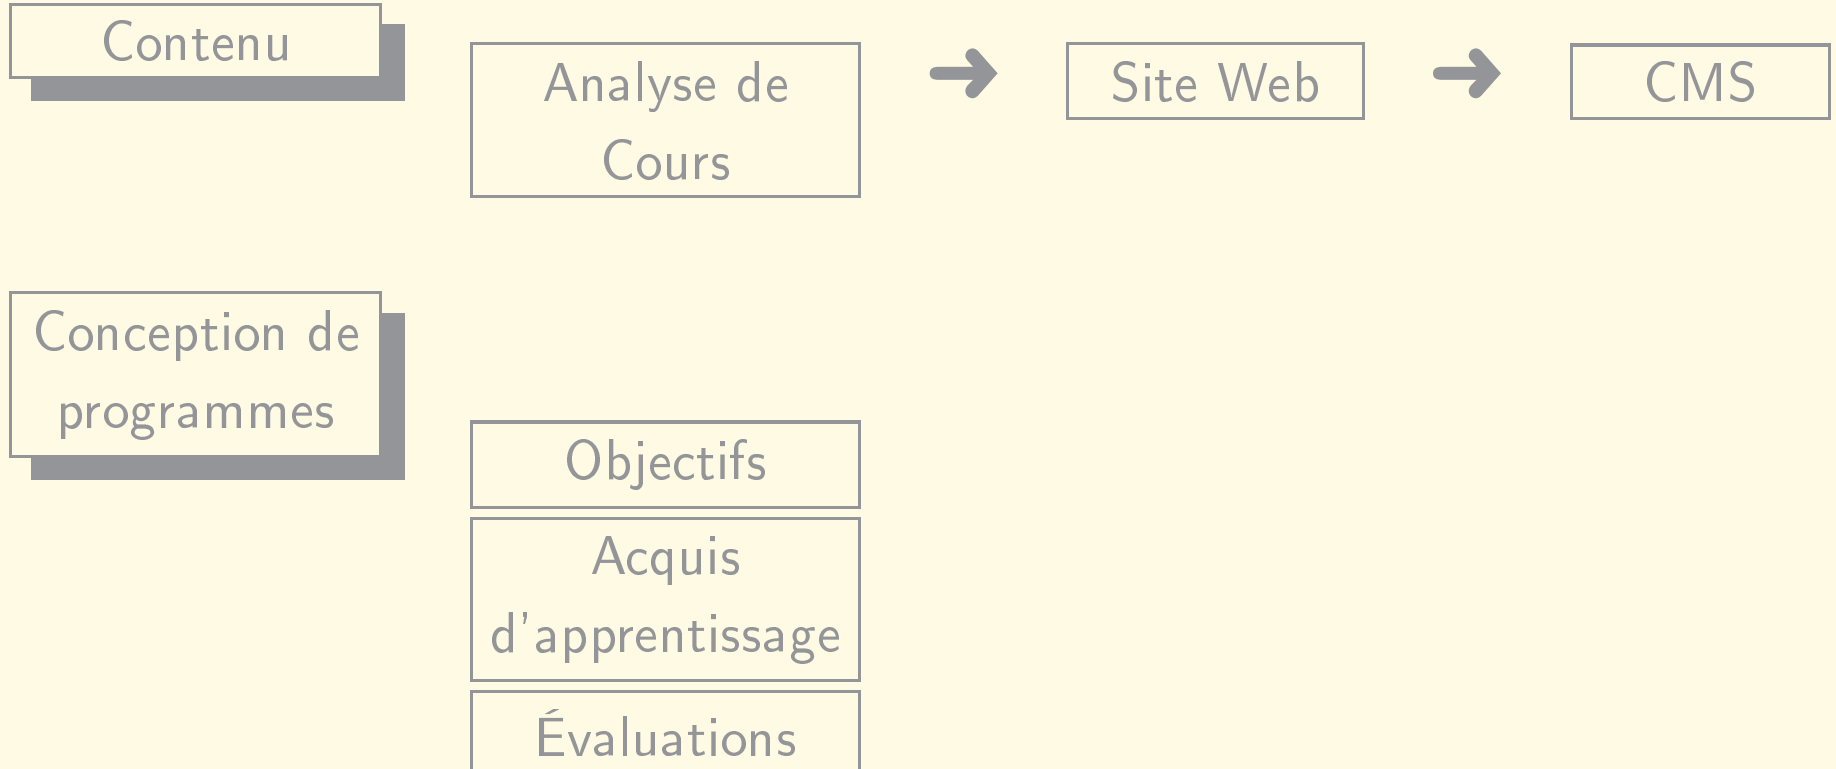 Contenu
Analyse de
Cours
Site Web
CMS
Conception de
programmes
Objectifs
Acquis
d'apprentissage
Évaluations